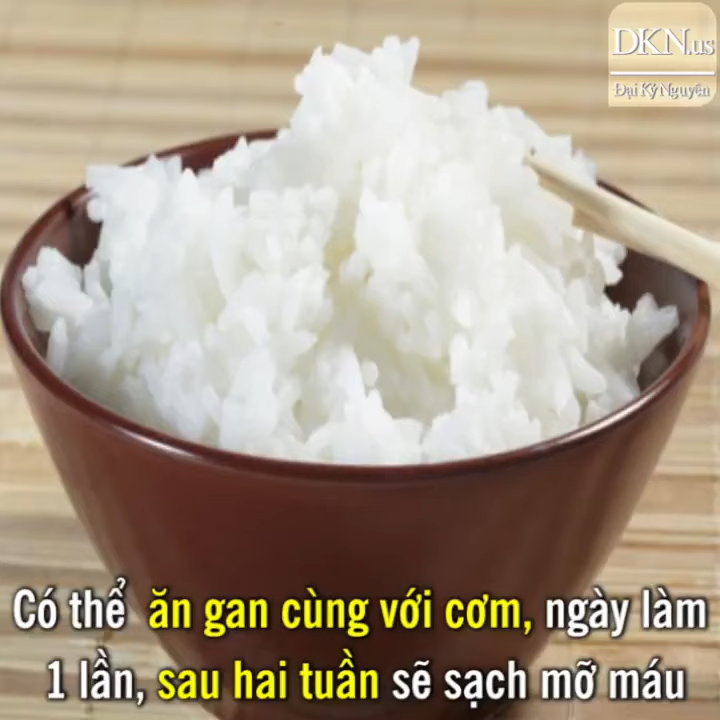 DKN.us
Đại Kỷ Nguyên
Có thể ăn gan cùng với cơm, ngày làm
1 lần, sau hai tuần sẽ sạch mỡ máu